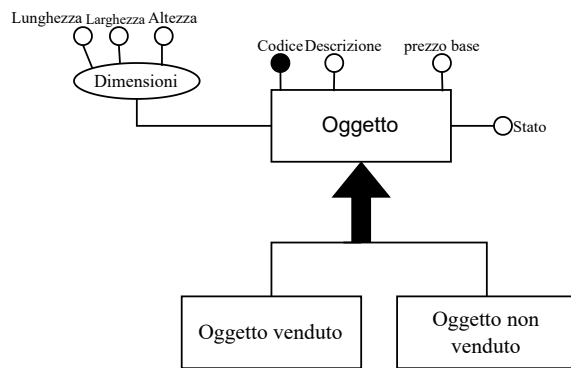 Lunghezza Larghezza Altezza
Dimensioni
Codice Descrizione prezzo base
Oggetto
Stato
Oggetto venduto
Oggetto non
venduto